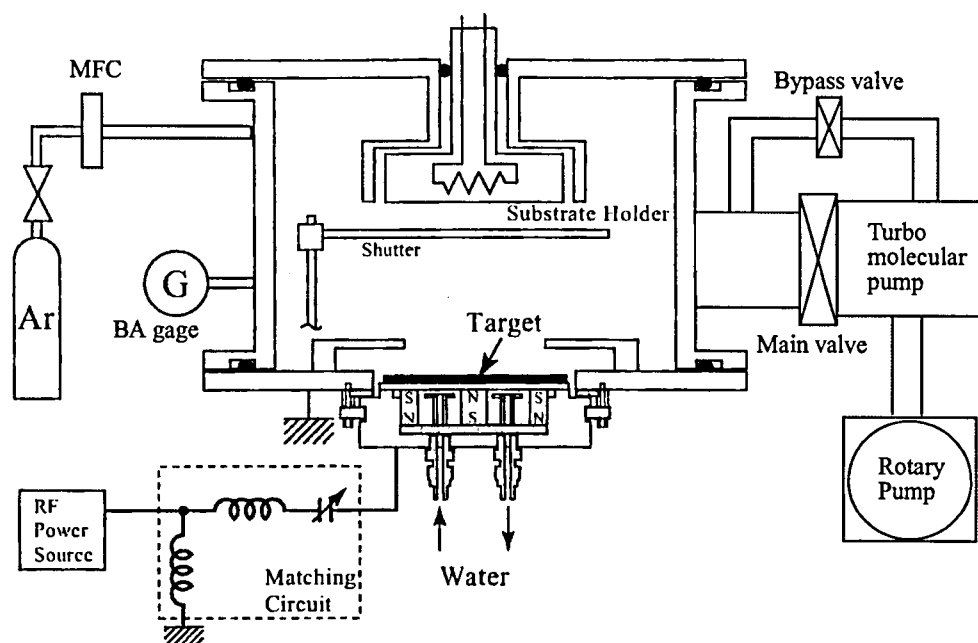 MFC
Bypass valve
Substrate Holder
Shutter
Turbo
molecular
pump
G
Ar
BA gage
Target
Main valve
S N S
N S N
Rotary
Pump
RF
Power
Source
Matching
Circuit
Water